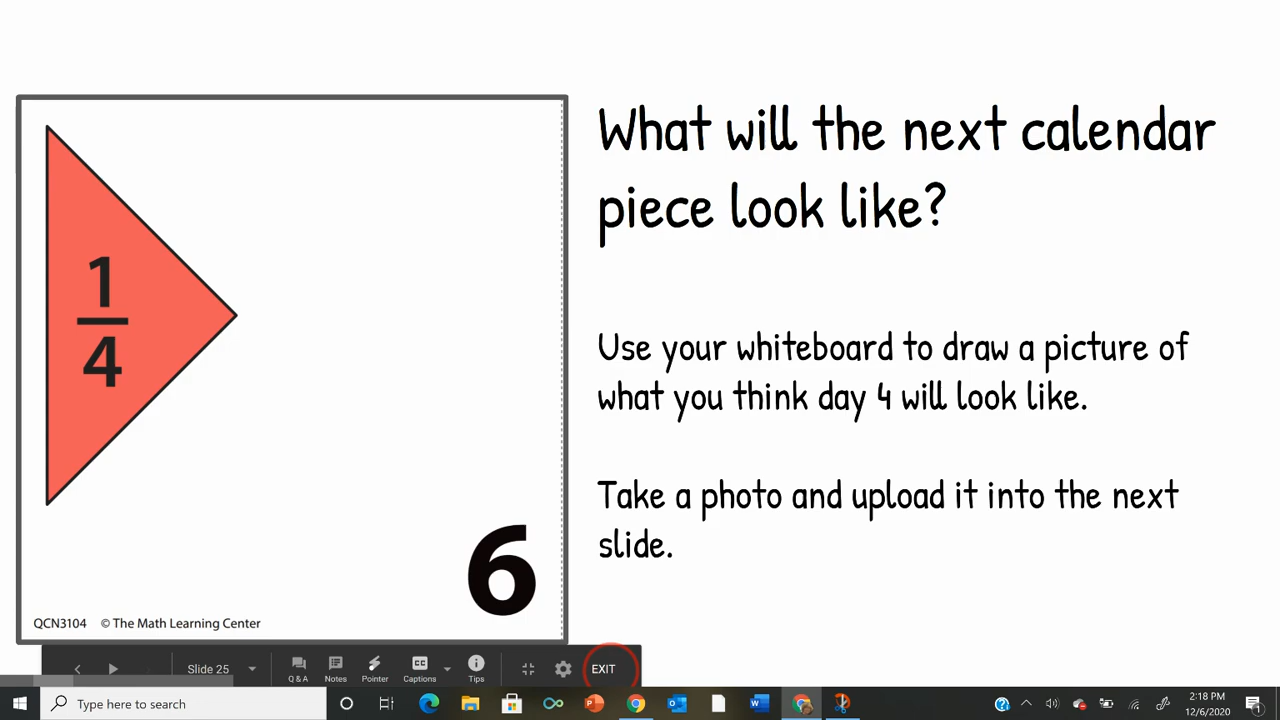 What will the next calendar
piece look like?
1
4
Use your whiteboard to draw a picture of
what you think day 4 will look like.
Take a photo and upload it into the next
slide.
6
QCN3104 © The Math Learning Center
Slide 25
Q & A
Notes
Pointer
Captions
Tips
EXIT
Type here to search
2:18 PM
12/6/2020
1